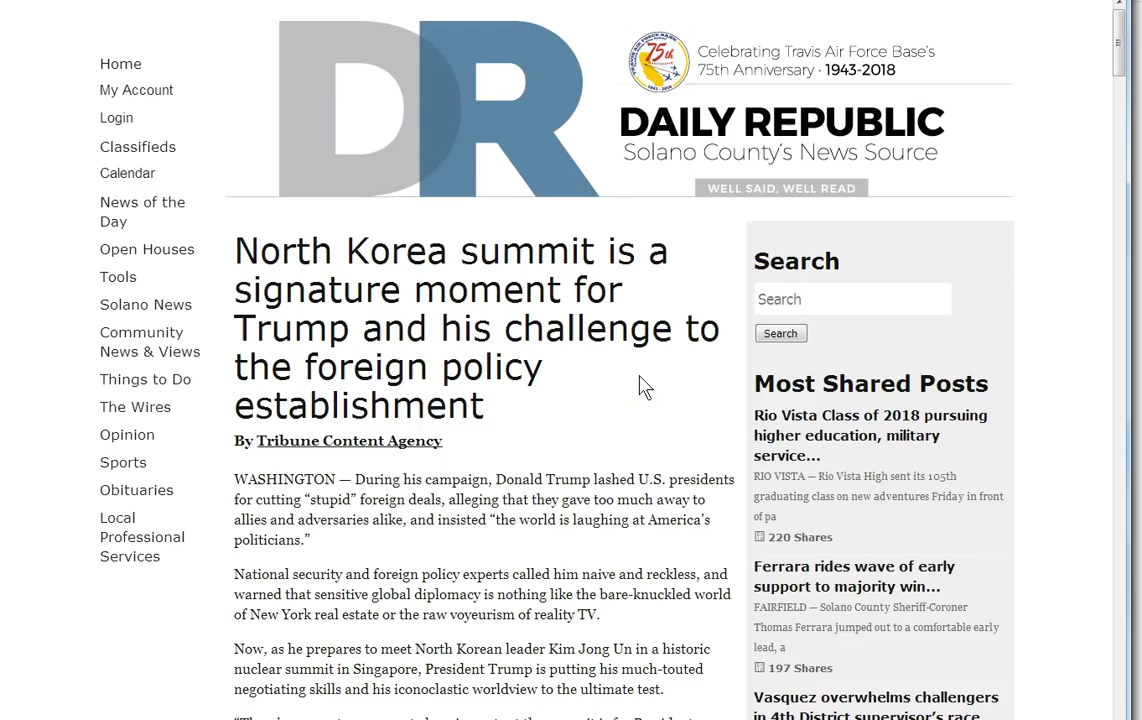 Home
My Account
Login
Classifieds
Calendar
News of the
Day
Open Houses
Tools
Solano News
Community
News & Views
Things to Do
The Wires
Opinion
Sports
Obituaries
Local
Professional
Services
DR
75th
Celebrating Travis Air Force Base's
75th Anniversary · 1943-2018
DAILY REPUBLIC
Solano County's News Source
WELL SAID, WELL READ
North Korea summit is a
signature moment for
Trump and his challenge to
the foreign policy
establishment
By Tribune Content Agency
WASHINGTON — During his campaign, Donald Trump lashed U.S. presidents
for cutting “stupid” foreign deals, alleging that they gave too much away to
allies and adversaries alike, and insisted “the world is laughing at America’s
politicians.”
National security and foreign policy experts called him naive and reckless, and
warned that sensitive global diplomacy is nothing like the bare-knuckled world
of New York real estate or the raw voyeurism of reality TV.
Now, as he prepares to meet North Korean leader Kim Jong Un in a historic
nuclear summit in Singapore, President Trump is putting his much-touted
negotiating skills and his iconoclastic worldview to the ultimate test.
Search
Search
Search
Most Shared Posts
Rio Vista Class of 2018 pursuing
higher education, military
service...
RIO VISTA — Rio Vista High sent its 105th
graduating class on new adventures Friday in front
of pa
220 Shares
Ferrara rides wave of early
support to majority win...
FAIRFIELD — Solano County Sheriff-Coroner
Thomas Ferrara jumped out to a comfortable early
lead, a
197 Shares
Vasquez overwhelms challengers
in 4th District supervisor’s race